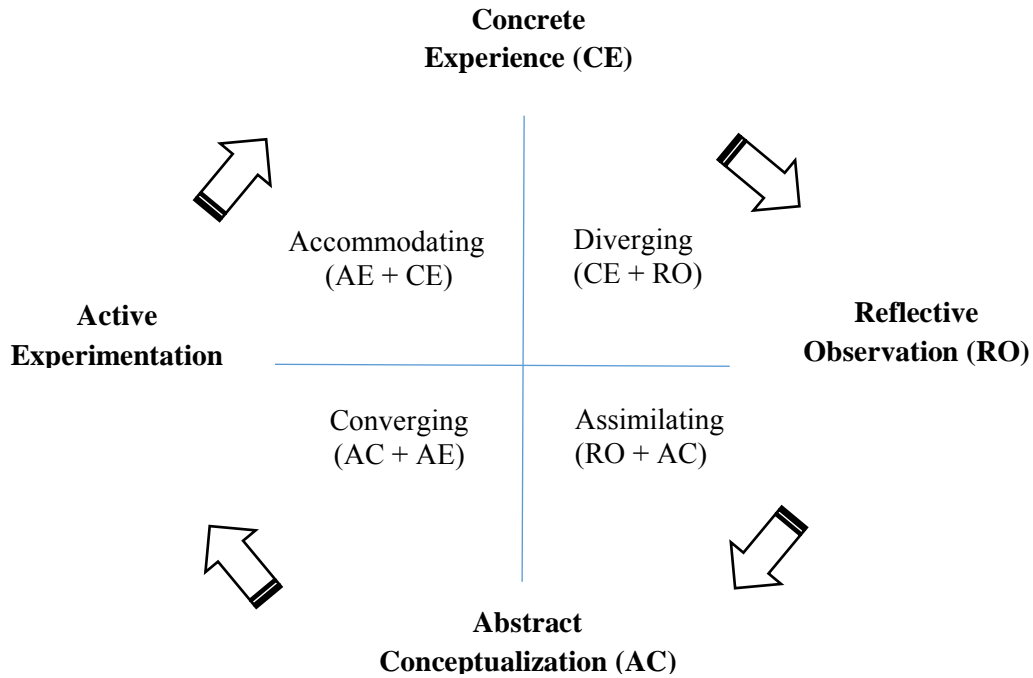 Concrete
Experience (CE)
Accommodating
(AE + CE)
Diverging
(CE + RO)
Active
Experimentation
Reflective
Observation (RO)
Converging
(AC + AE)
Assimilating
(RO + AC)
Abstract
Conceptualization (AC)